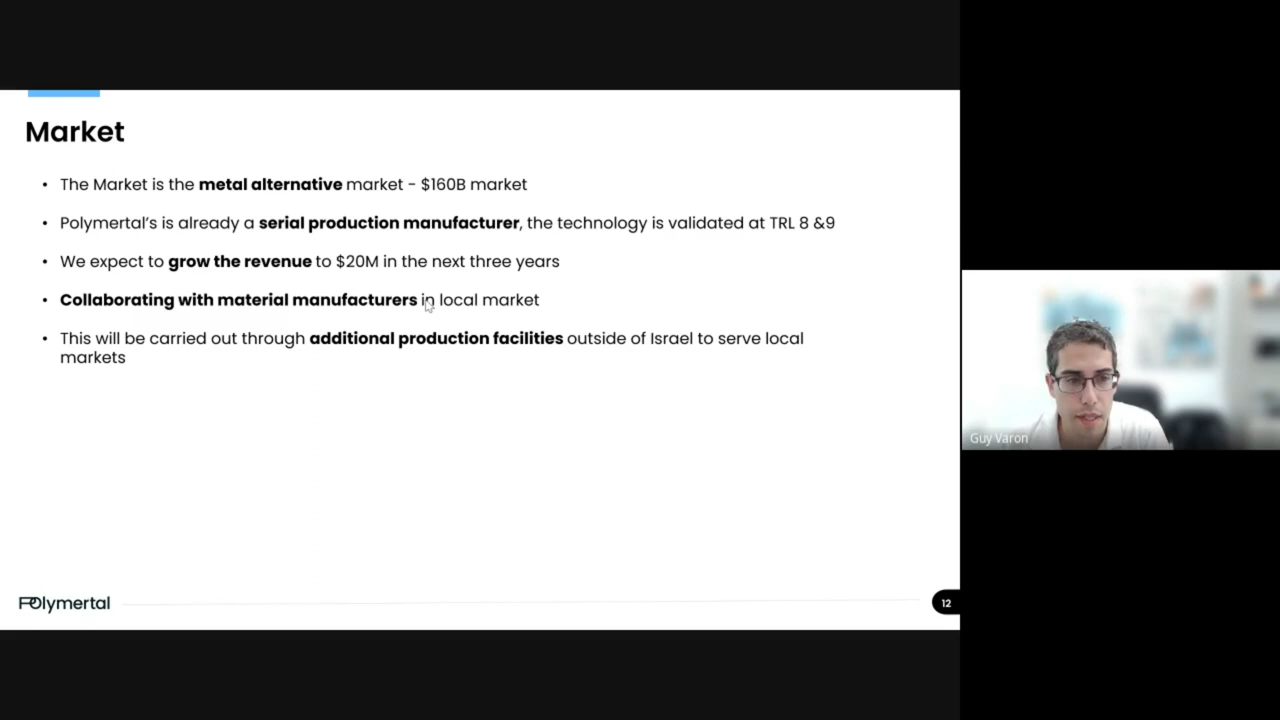 Market
• The Market is the metal alternative market - $160B market
• Polymertal's is already a serial production manufacturer, the technology is validated at TRL 8 &9
• We expect to grow the revenue to $20M in the next three years
• Collaborating with material manufacturers in local market
• This will be carried out through additional production facilities outside of Israel to serve local
markets
Polymertal
12
Guy Varon